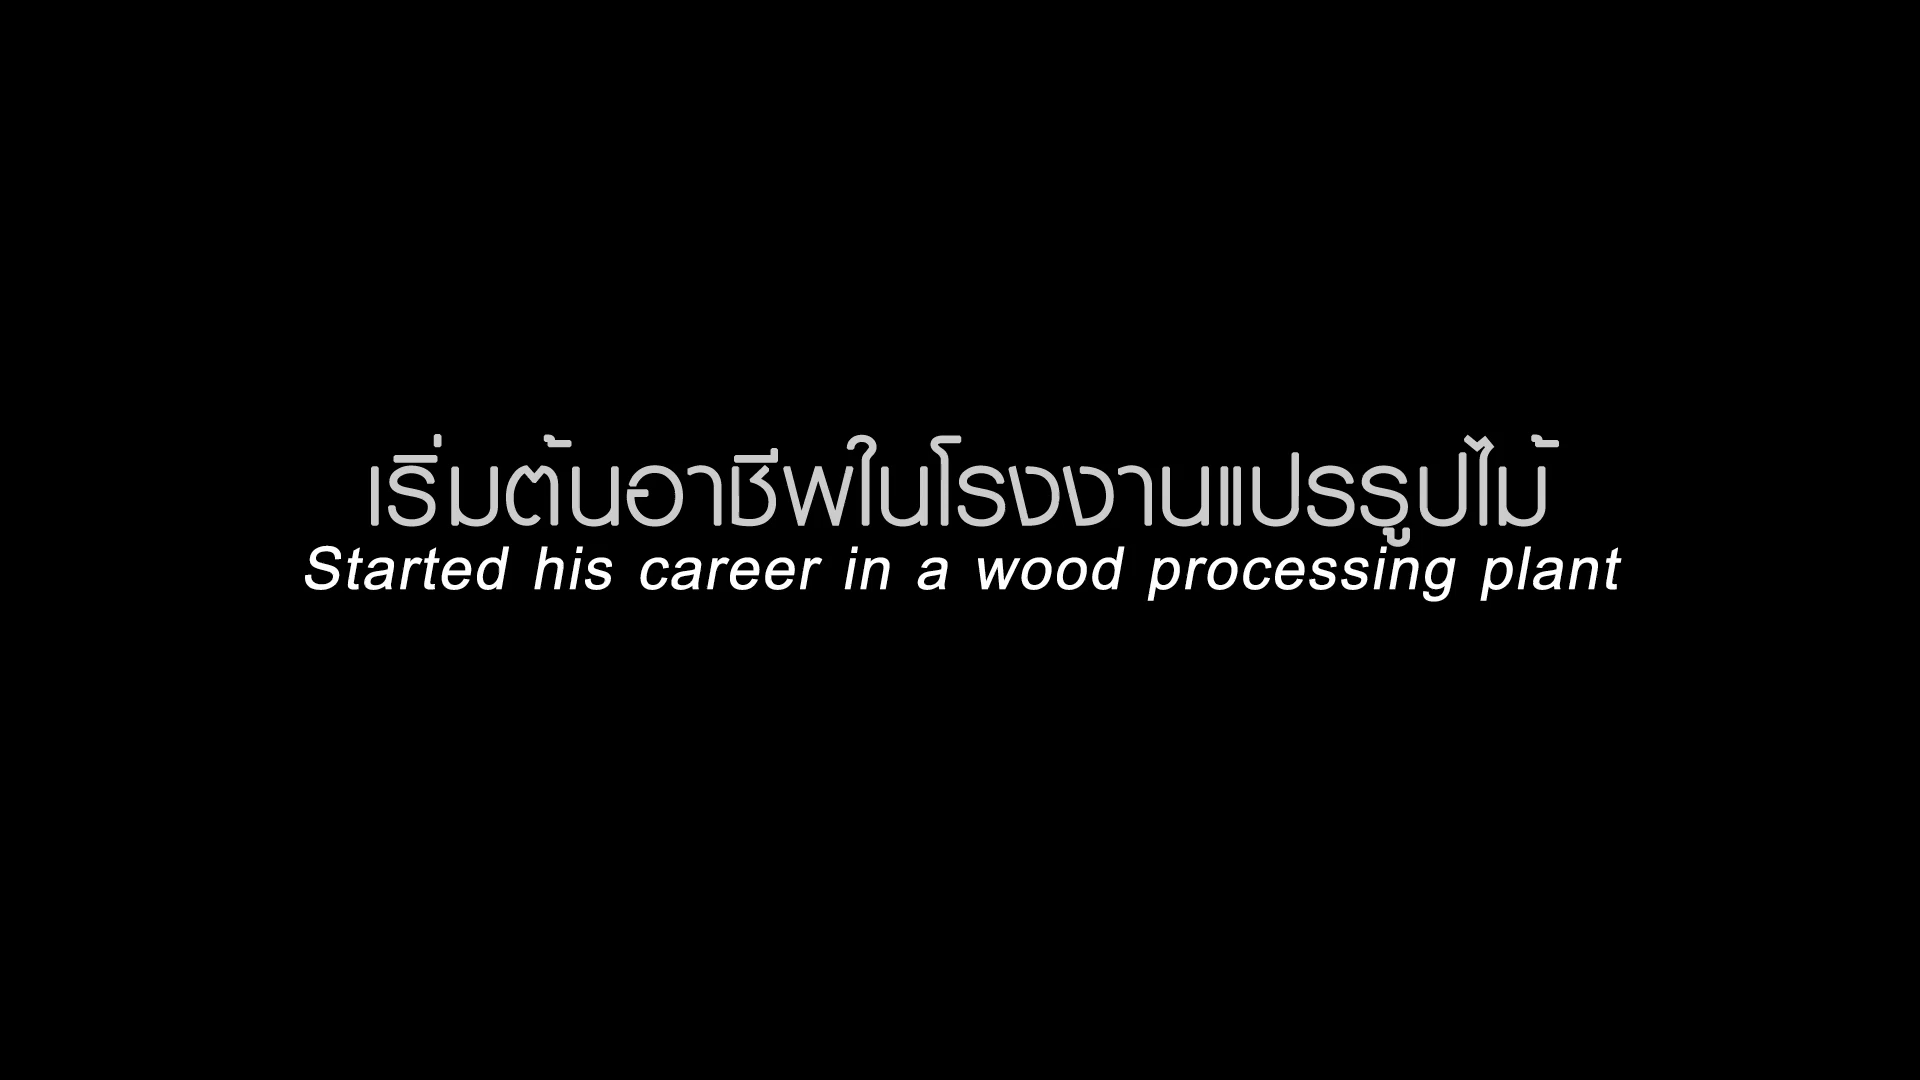 เริ่มต้นอาชีพในโรงงานแปรรูปไม้
Started his career in a wood processing plant